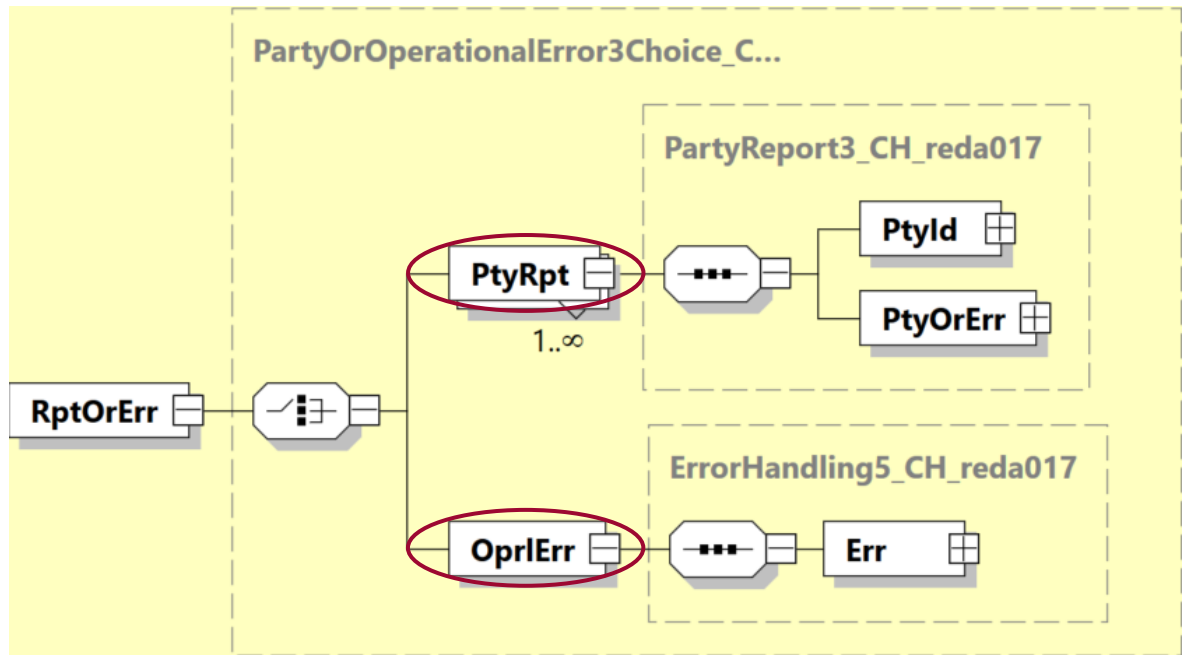 PartyOrOperationalError3Choice_C...
PartyReport3_CH_reda017
PtyId
PtyRpt
PtyOrErr
1..∞
RptOrErr
ErrorHandling5_CH_reda017
OprlErr
Err